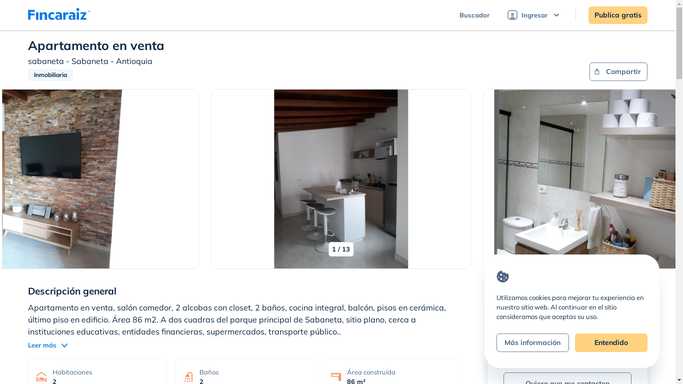 Fincaraíz
Buscador
Ingresar
Publica gratis
Apartamento en venta
sabaneta - Sabaneta - Antioquia
Inmobiliaria
Compartir
1 / 13
Descripción general
Apartamento en venta, salón comedor, 2 alcobas con closet, 2 baños, cocina integral, balcón, pisos en cerámica,
último piso en edificio. Área 86 m2. A dos cuadras del parque principal de Sabaneta, sitio plano, cerca a
instituciones educativas, entidades financieras, supermercados, transporte público..
Leer más
Habitaciones
2
Baños
2
Área construida
86 m²
Utilizamos cookies para mejorar tu experiencia en
nuestro sitio web. Al continuar en el sitio
consideramos que aceptas su uso.
Más información
Entendido
Quiero que me contacten